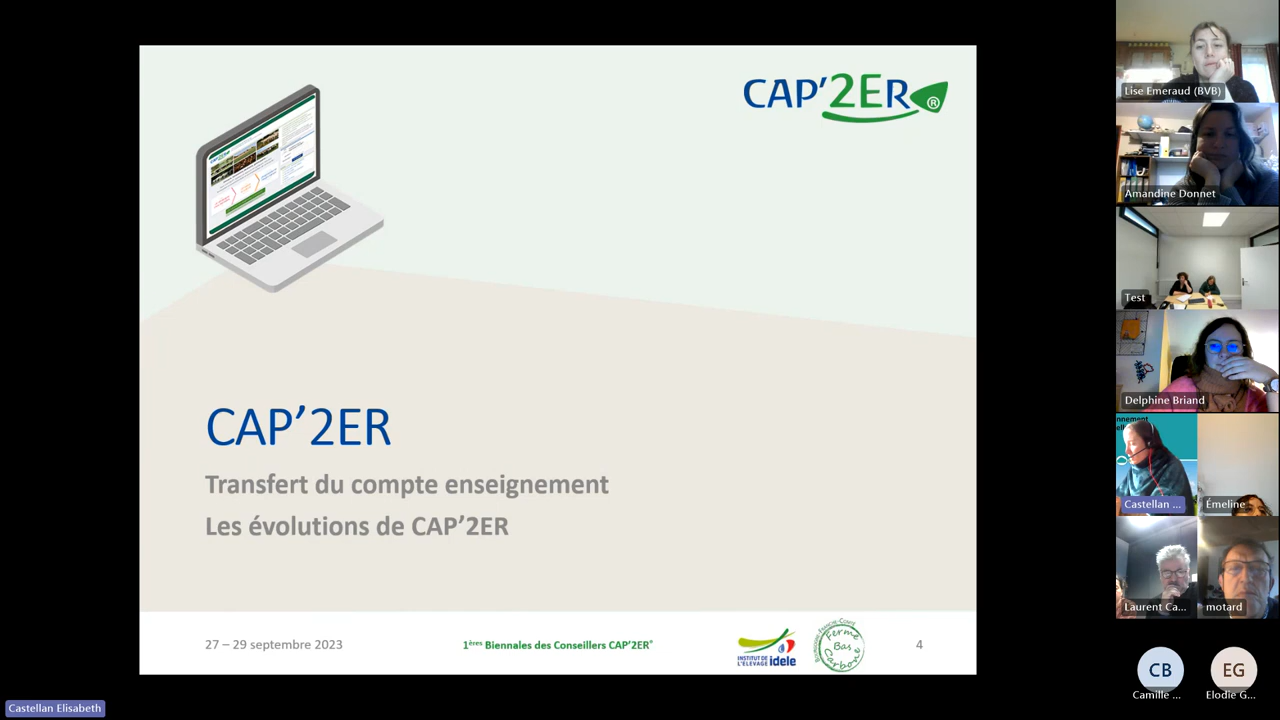 CAP'2ER®
CAP'2ER
Transfert du compte enseignement
Les évolutions de CAP'2ER
27 – 29 septembre 2023
1ères Biennales des Conseillers CAP'2ER®
INSTITUT DE L'ÉLEVAGE idele
Ferme Bas Carbone
4
Lise Emeraud (BVB)
Amandine Donnet
Test
Delphine Briand
Castellan ...
Émeline
Laurent Ca...
motard
CB
Camille ...
EG
Elodie G...
Castellan Elisabeth